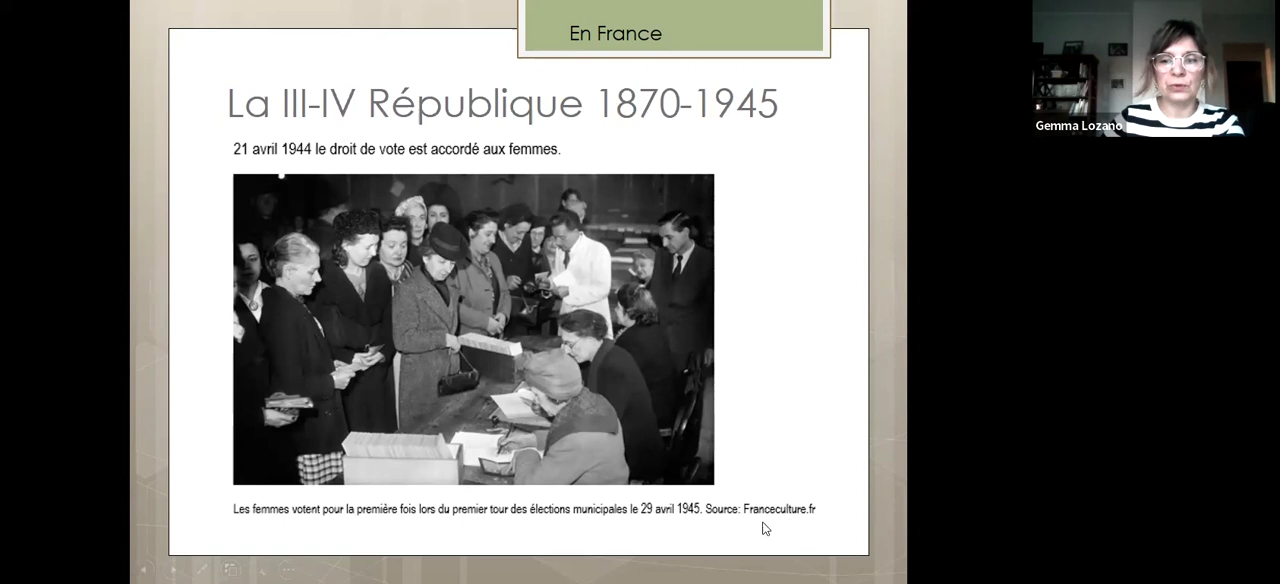 En France
La III-IV République 1870-1945
21 avril 1944 le droit de vote est accordé aux femmes.
Les femmes votent pour la première fois lors du premier tour des élections municipales le 29 avril 1945. Source: Franceculture.fr
Gemma Lozano